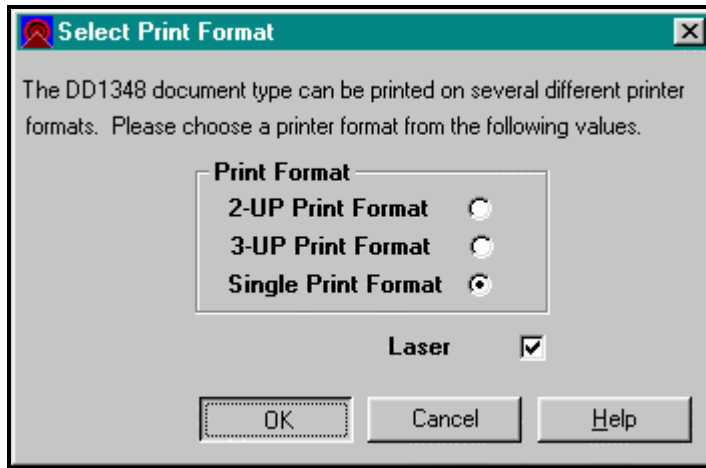 Select Print Format
The DD1348 document type can be printed on several different printer
formats. Please choose a printer format from the following values.
Print Format
2-UP Print Format
3-UP Print Format
Single Print Format
Laser
OK Cancel Help